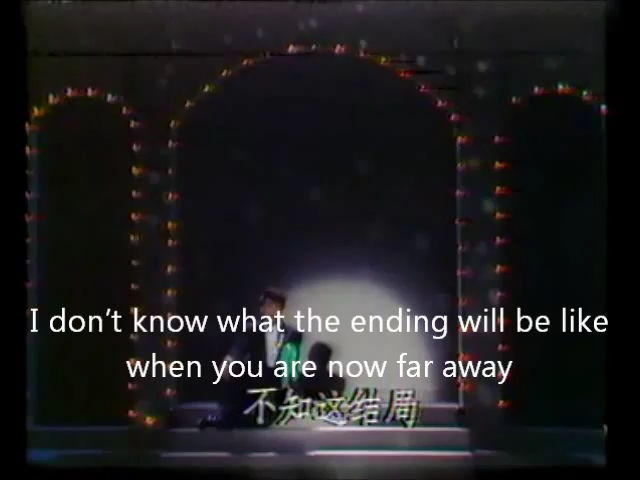 I don't know what the ending will be like
when you are now far away
不知这结局